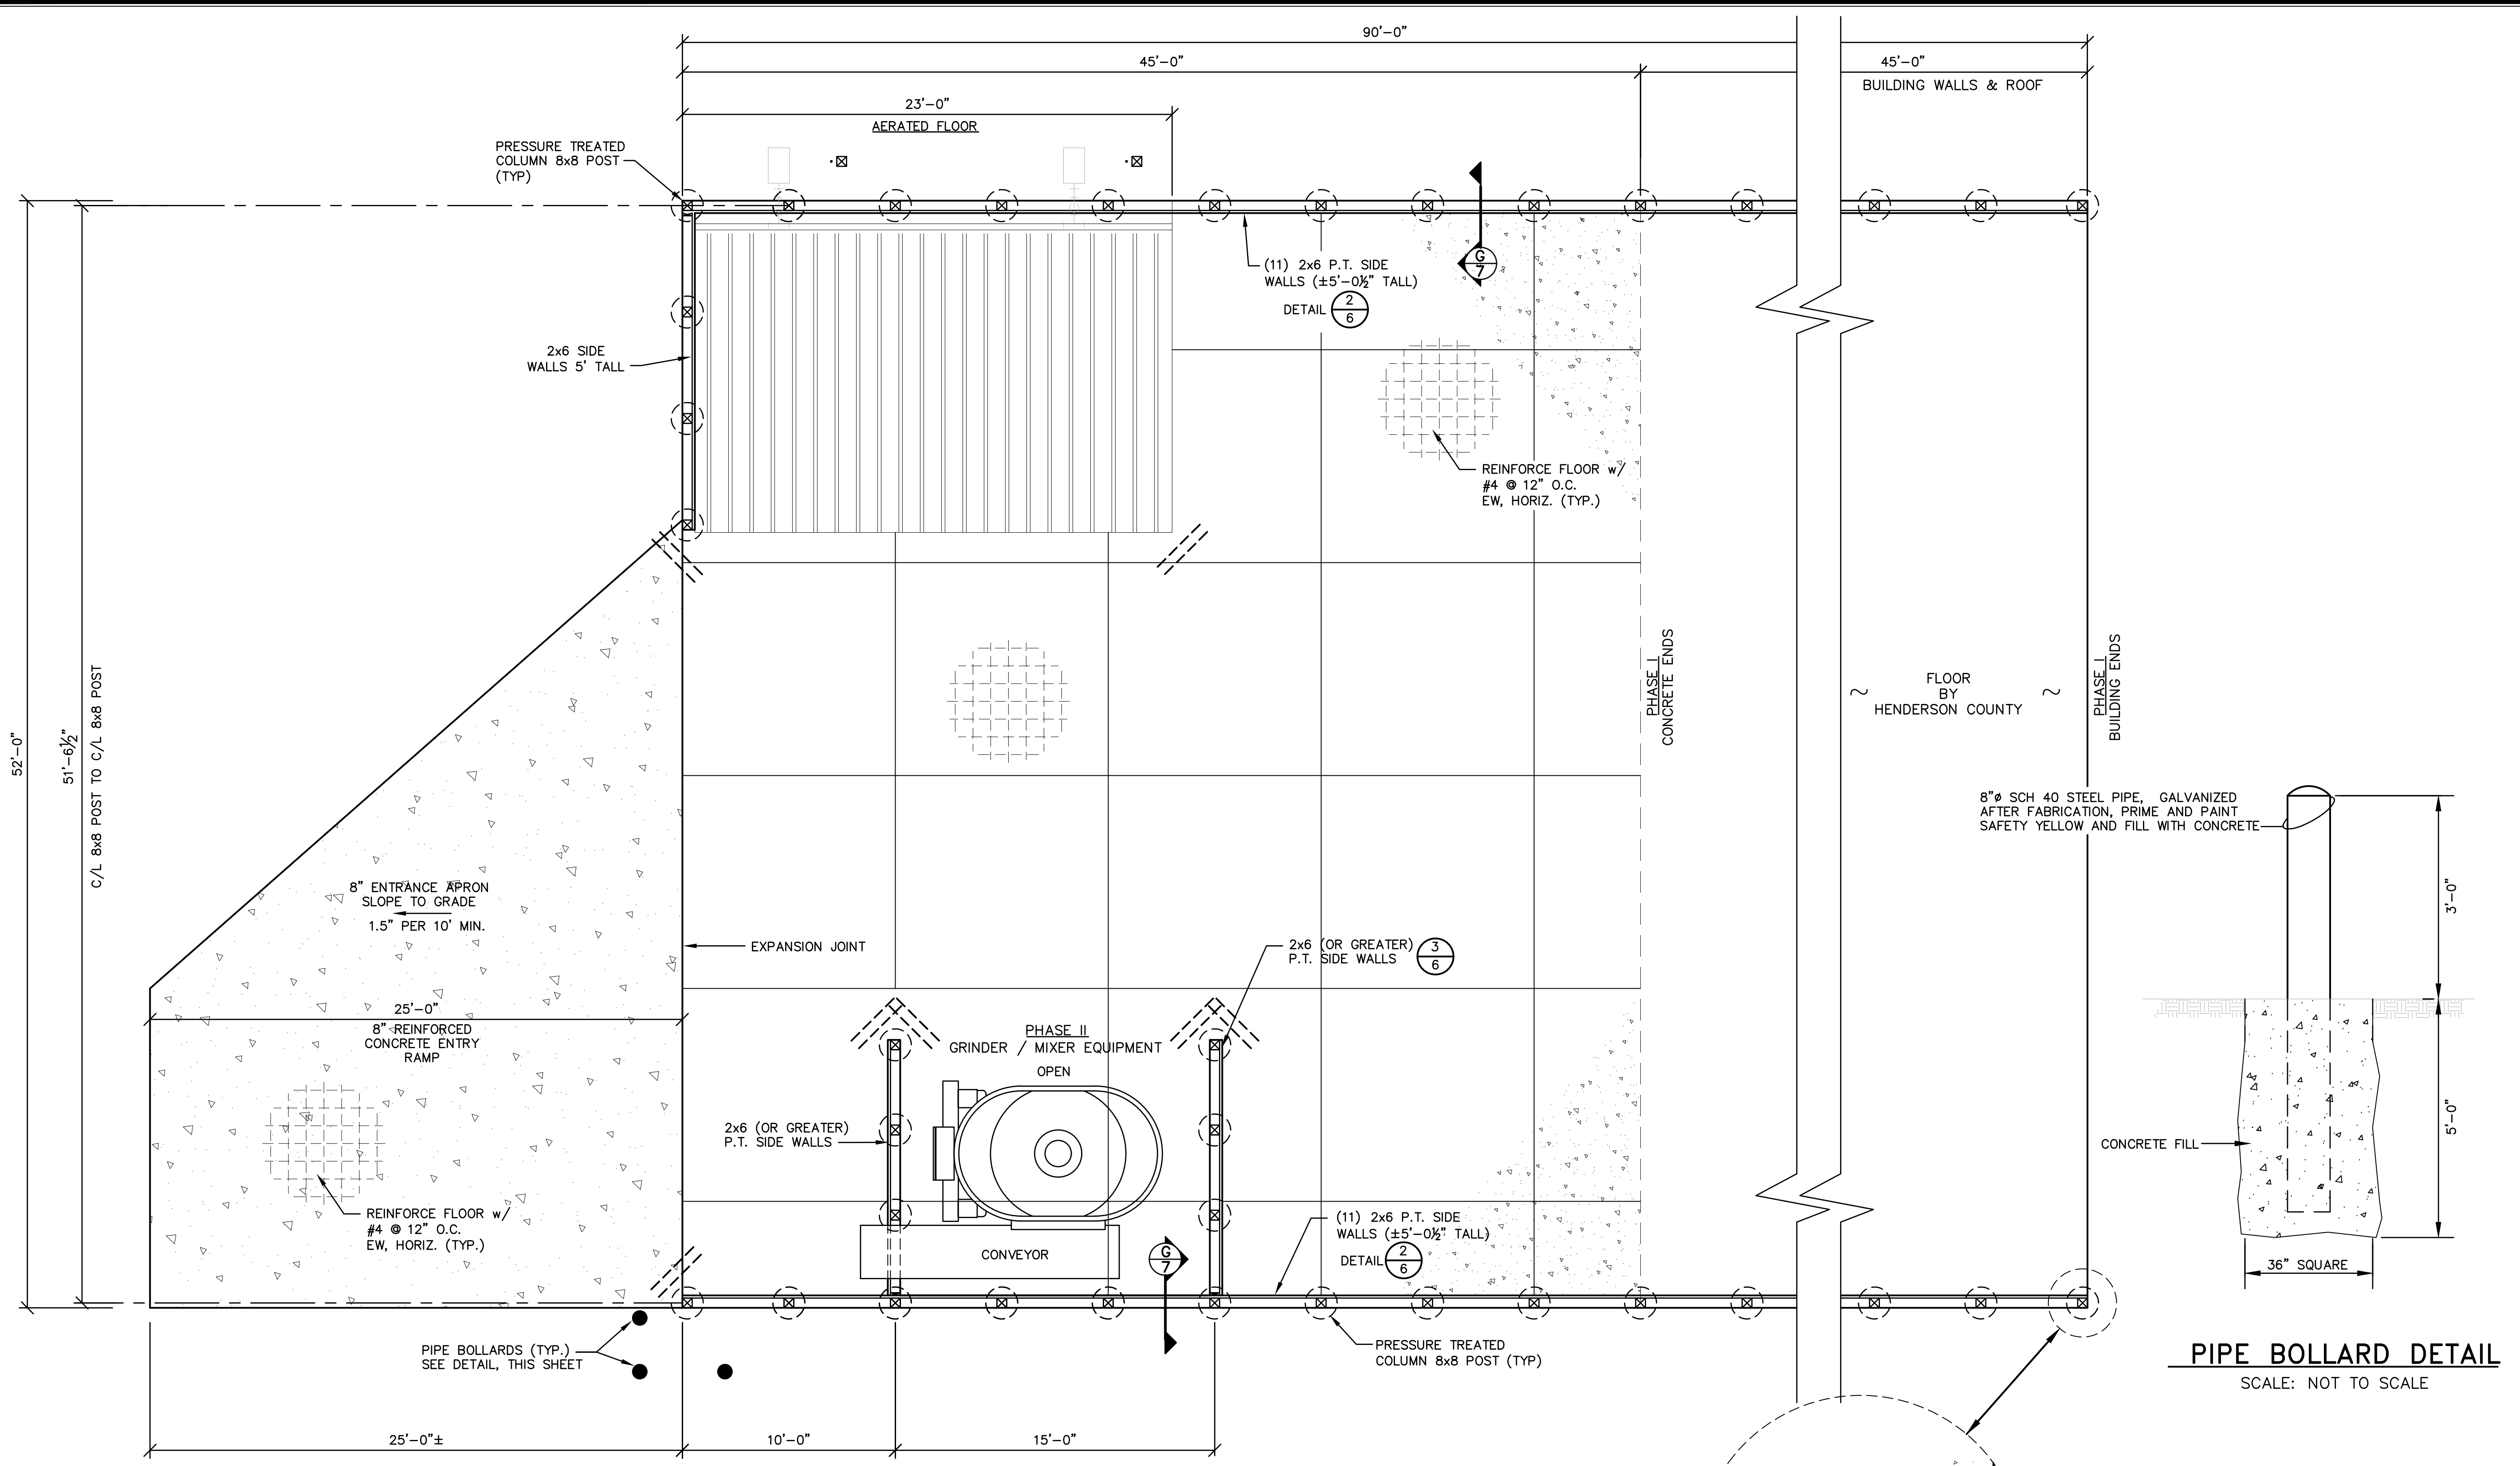 90'-0"
45'-0"
45'-0"
BUILDING WALLS & ROOF
23'-0"
AERATED FLOOR
PRESSURE TREATED
COLUMN 8x8 POST
(TYP)
(11) 2x6 P.T. SIDE
WALLS (±5'-0½" TALL)
DETAIL 2
6
G
7
2x6 SIDE
WALLS 5' TALL
REINFORCE FLOOR w/
#4 @ 12" O.C.
EW, HORIZ. (TYP.)
52'-0"
51'-6½"
C/L 8x8 POST TO C/L 8x8 POST
PHASE I
CONCRETE ENDS
FLOOR
BY
HENDERSON COUNTY
PHASE I
BUILDING ENDS
8"ø SCH 40 STEEL PIPE, GALVANIZED
AFTER FABRICATION, PRIME AND PAINT
SAFETY YELLOW AND FILL WITH CONCRETE
3'-0"
8" ENTRANCE APRON
SLOPE TO GRADE
1.5" PER 10' MIN.
EXPANSION JOINT
2x6 (OR GREATER)
P.T. SIDE WALLS
3
6
25'-0"
8" REINFORCED
CONCRETE ENTRY
RAMP
PHASE II
GRINDER / MIXER EQUIPMENT
OPEN
2x6 (OR GREATER)
P.T. SIDE WALLS
5'-0"
CONCRETE FILL
REINFORCE FLOOR w/
#4 @ 12" O.C.
EW, HORIZ. (TYP.)
CONVEYOR
G
7
(11) 2x6 P.T. SIDE
WALLS (±5'-0½" TALL)
DETAIL 2
6
36" SQUARE
PIPE BOLLARDS (TYP.)
SEE DETAIL, THIS SHEET
PRESSURE TREATED
COLUMN 8x8 POST (TYP)
PIPE BOLLARD DETAIL
SCALE: NOT TO SCALE
25'-0"±
10'-0"
15'-0"